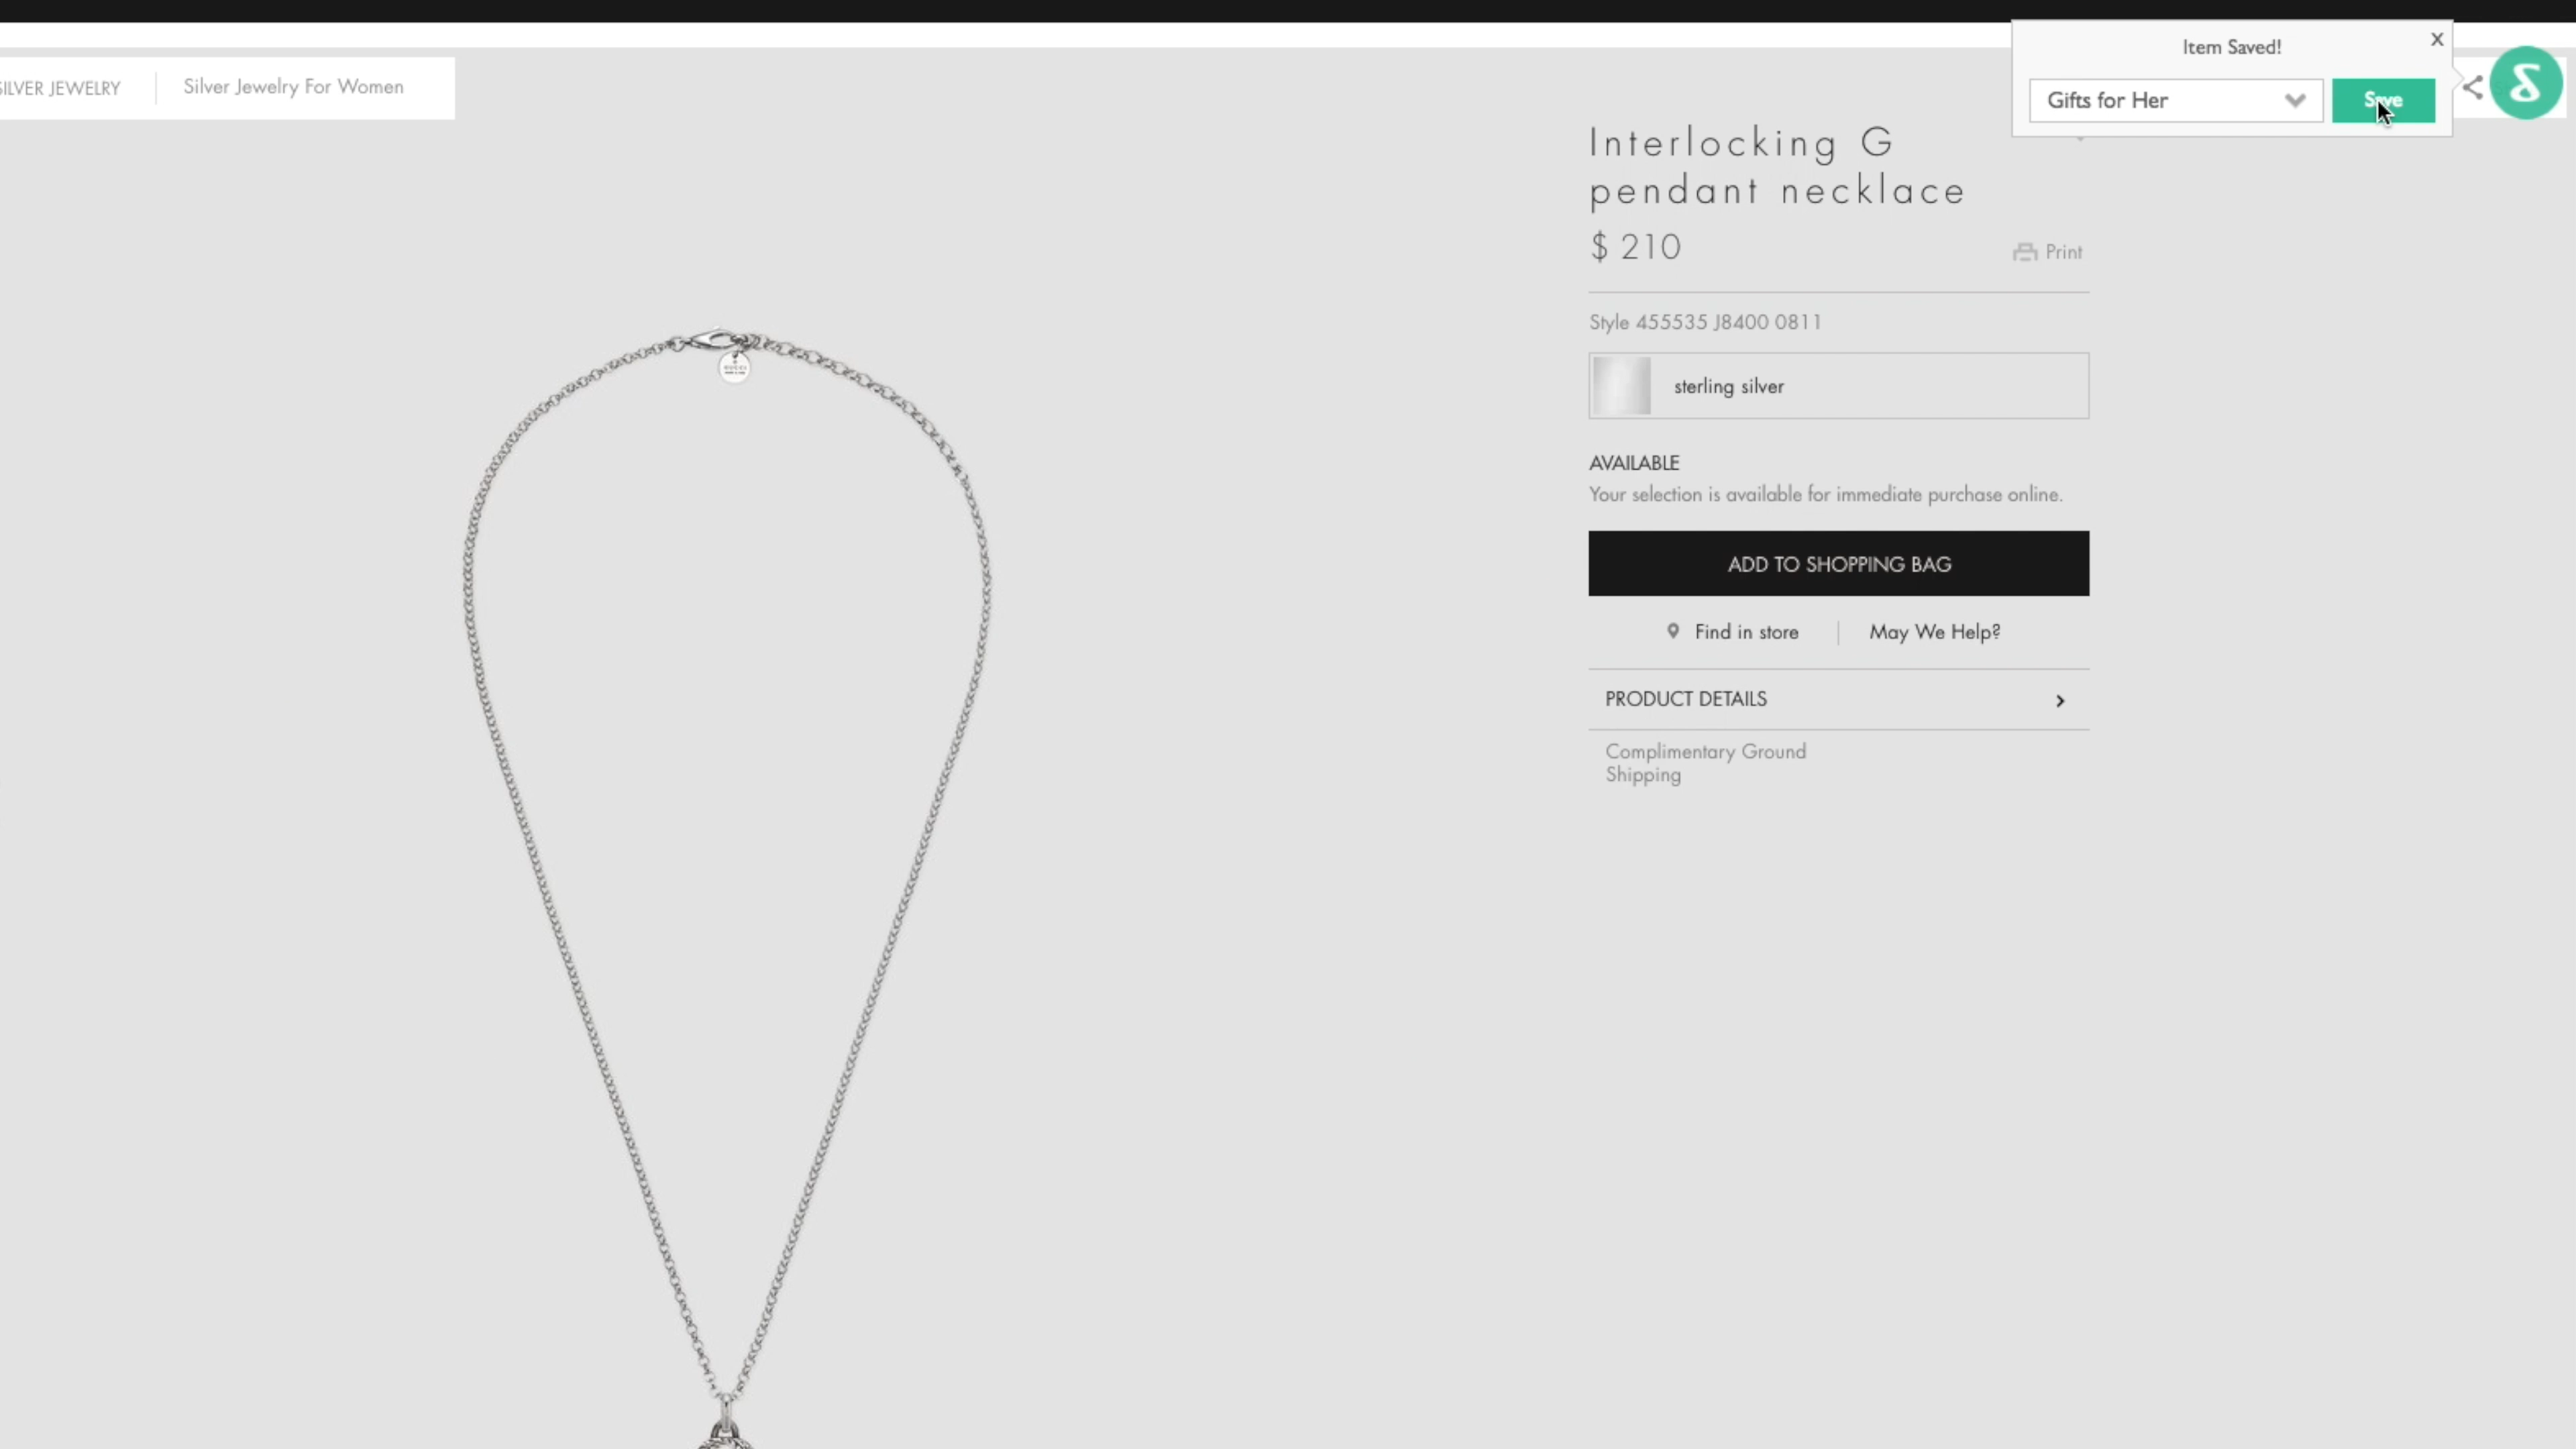 SILVER JEWELRY
Silver Jewelry For Women
Item Saved!
X
Gifts for Her
Save
Interlocking G
pendant necklace
$ 210
Print
Style 455535 J8400 0811
sterling silver
AVAILABLE
Your selection is available for immediate purchase online.
ADD TO SHOPPING BAG
Find in store
May We Help?
PRODUCT DETAILS
Complimentary Ground
Shipping
GUCCI